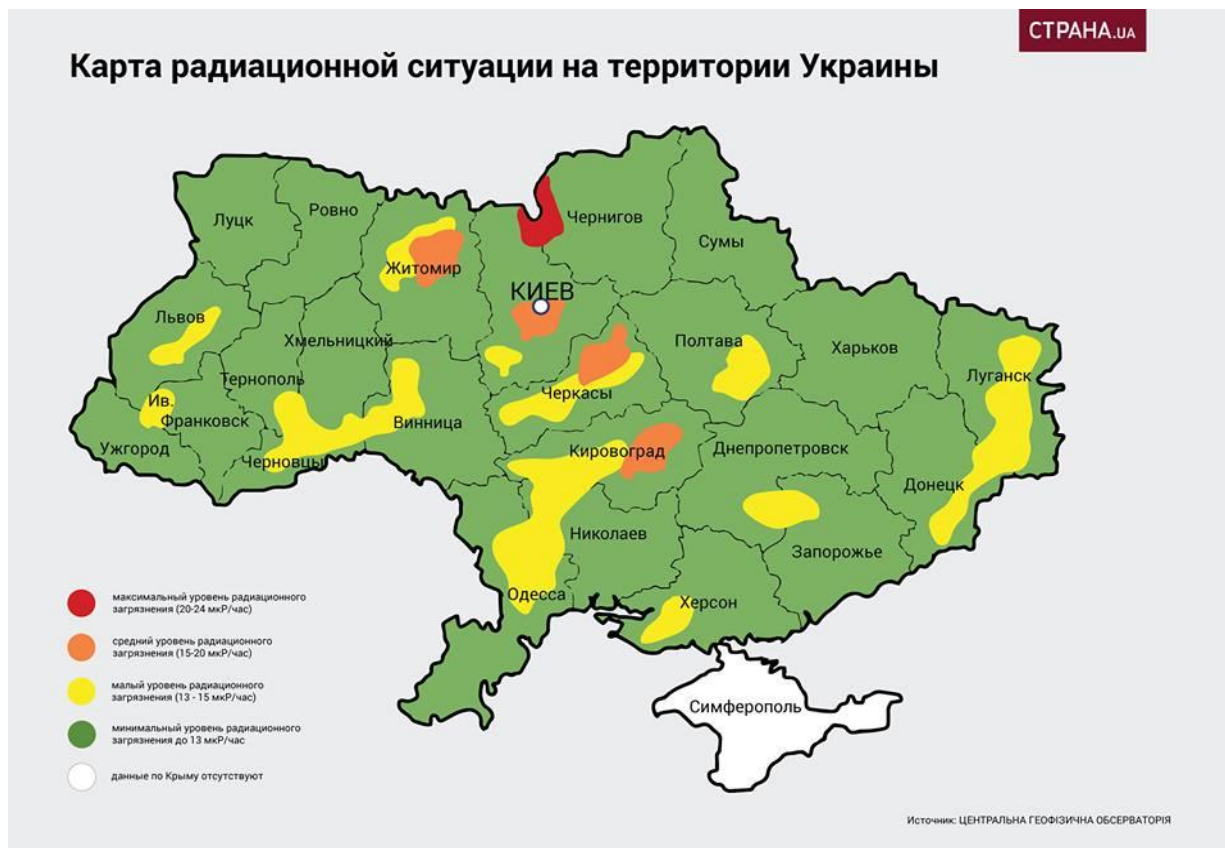 СТРАНА.UA
Карта радиационной ситуации на территории Украины
Луцк
Ровно
Чернигов
Сумы
Житомир
КИЕВ
Львов
Хмельницкий
Полтава
Харьков
Тернополь
Луганск
Черкасы
Ив.
Франковск
Винница
Ужгород
Черновцы
Кировоград
Днепропетровск
Донецк
Николаев
Запорожье
Одесса
Херсон
Симферополь
максимальный уровень радиационного
загрязнения (20-24 мкР/час)
средний уровень радиационного
загрязнения (15-20 мкР/час)
малый уровень радиационного
загрязнения (13 - 15 мкР/час)
минимальный уровень радиационного
загрязнения до 13 мкР/час
данные по Крыму отсутствуют
Источник: ЦЕНТРАЛЬНА ГЕОФІЗИЧНА ОБСЕРВАТОРІЯ